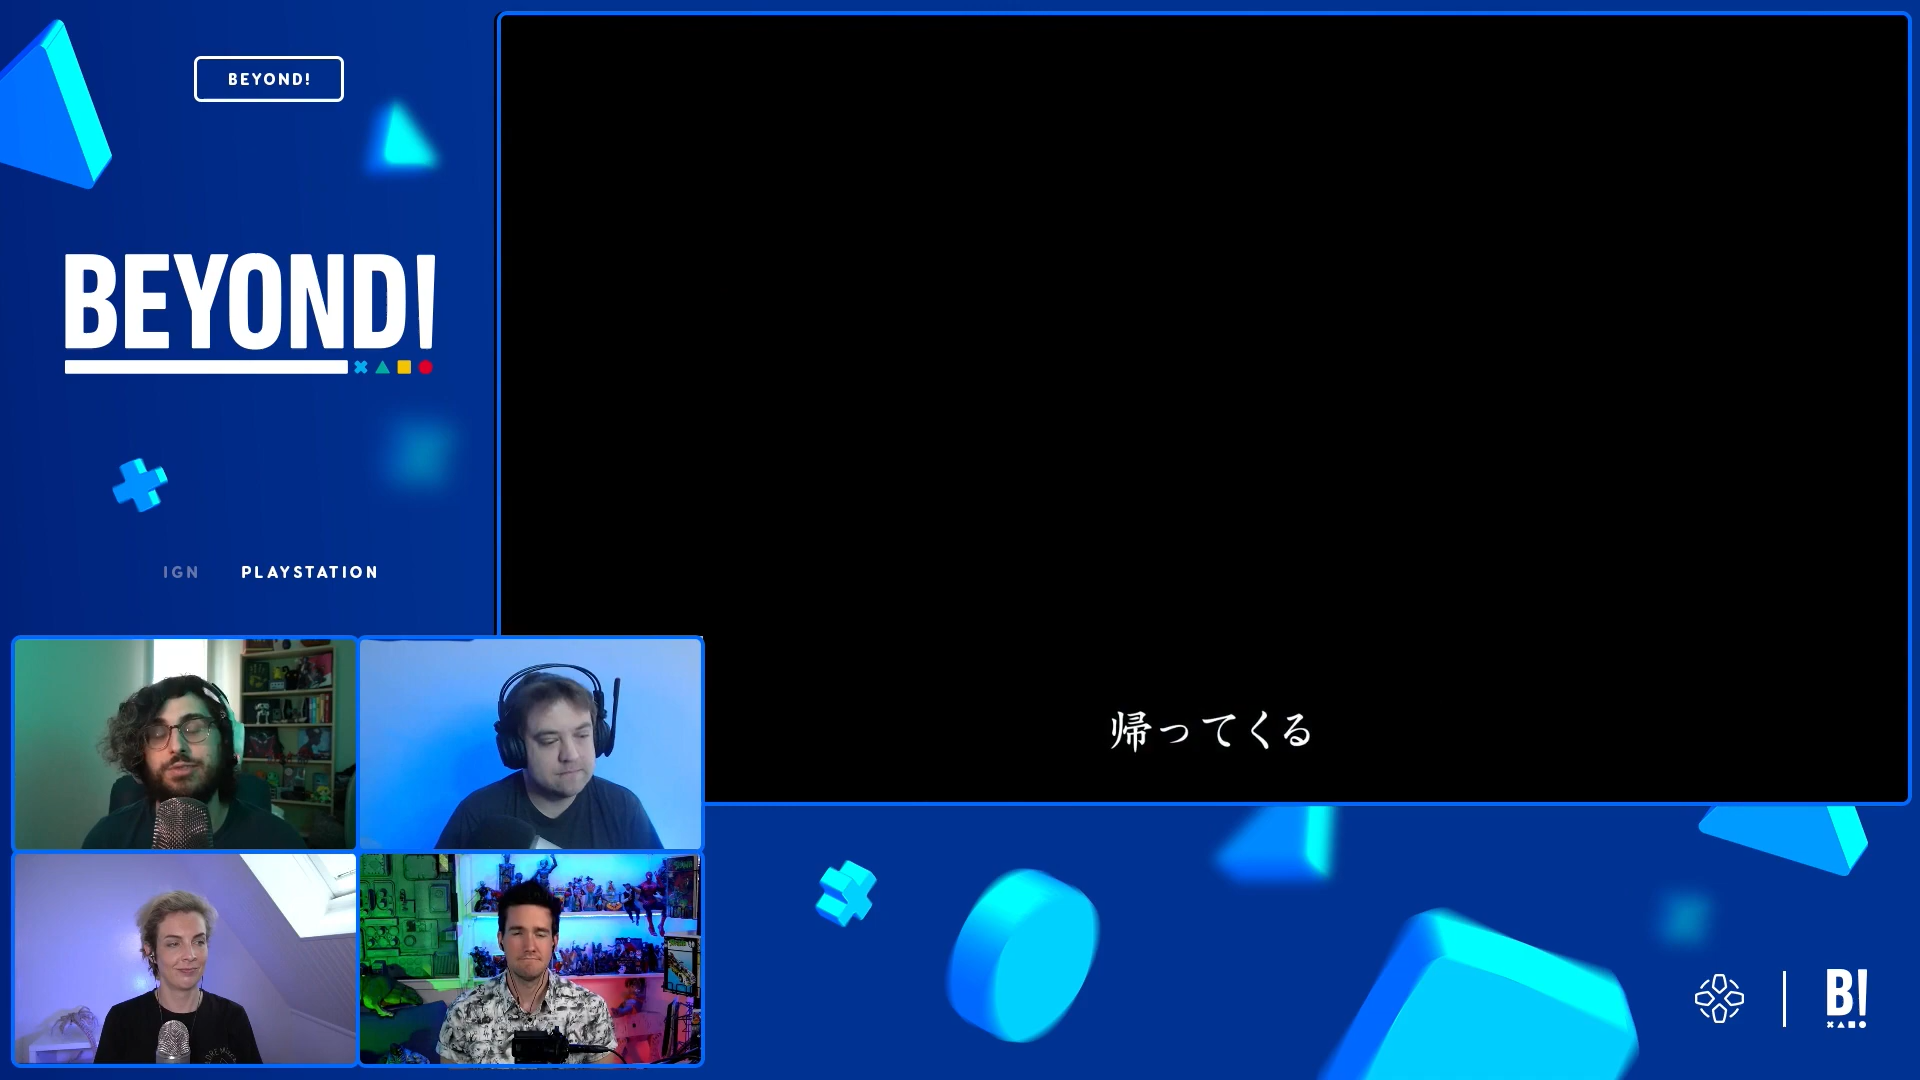 BEYOND!
BEYOND!
IGN PLAYSTATION
帰ってくる
B!